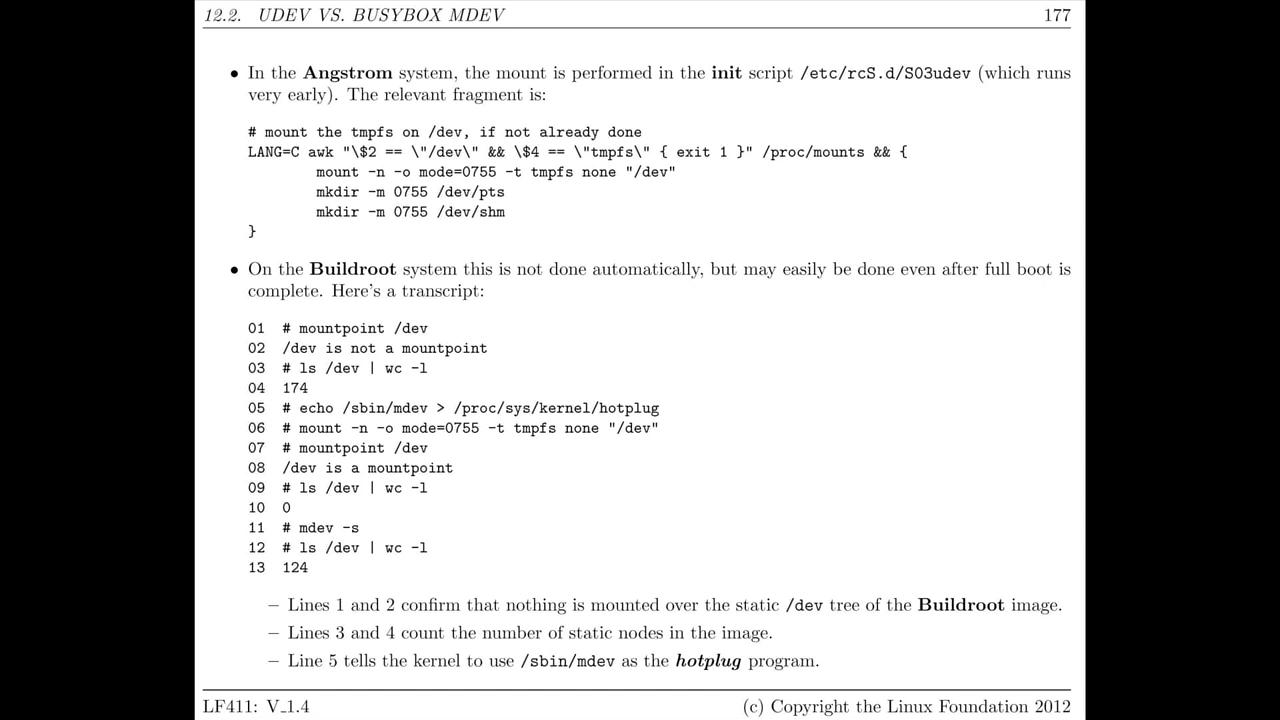 12.2. UDEV VS. BUSYBOX MDEV 177
• In the Angstrom system, the mount is performed in the init script /etc/rcS.d/S03udev (which runs
very early). The relevant fragment is:
# mount the tmpfs on /dev, if not already done
LANG=C awk "\$2 == \"/dev\" && \$4 == \"tmpfs\" { exit 1 }" /proc/mounts && {
        mount -n -o mode=0755 -t tmpfs none "/dev"
        mkdir -m 0755 /dev/pts
        mkdir -m 0755 /dev/shm
}
• On the Buildroot system this is not done automatically, but may easily be done even after full boot is
complete. Here's a transcript:
01  # mountpoint /dev
02  /dev is not a mountpoint
03  # ls /dev | wc -l
04  174
05  # echo /sbin/mdev > /proc/sys/kernel/hotplug
06  # mount -n -o mode=0755 -t tmpfs none "/dev"
07  # mountpoint /dev
08  /dev is a mountpoint
09  # ls /dev | wc -l
10  0
11  # mdev -s
12  # ls /dev | wc -l
13  124
– Lines 1 and 2 confirm that nothing is mounted over the static /dev tree of the Buildroot image.
– Lines 3 and 4 count the number of static nodes in the image.
– Line 5 tells the kernel to use /sbin/mdev as the hotplug program.
LF411: V_1.4 (c) Copyright the Linux Foundation 2012